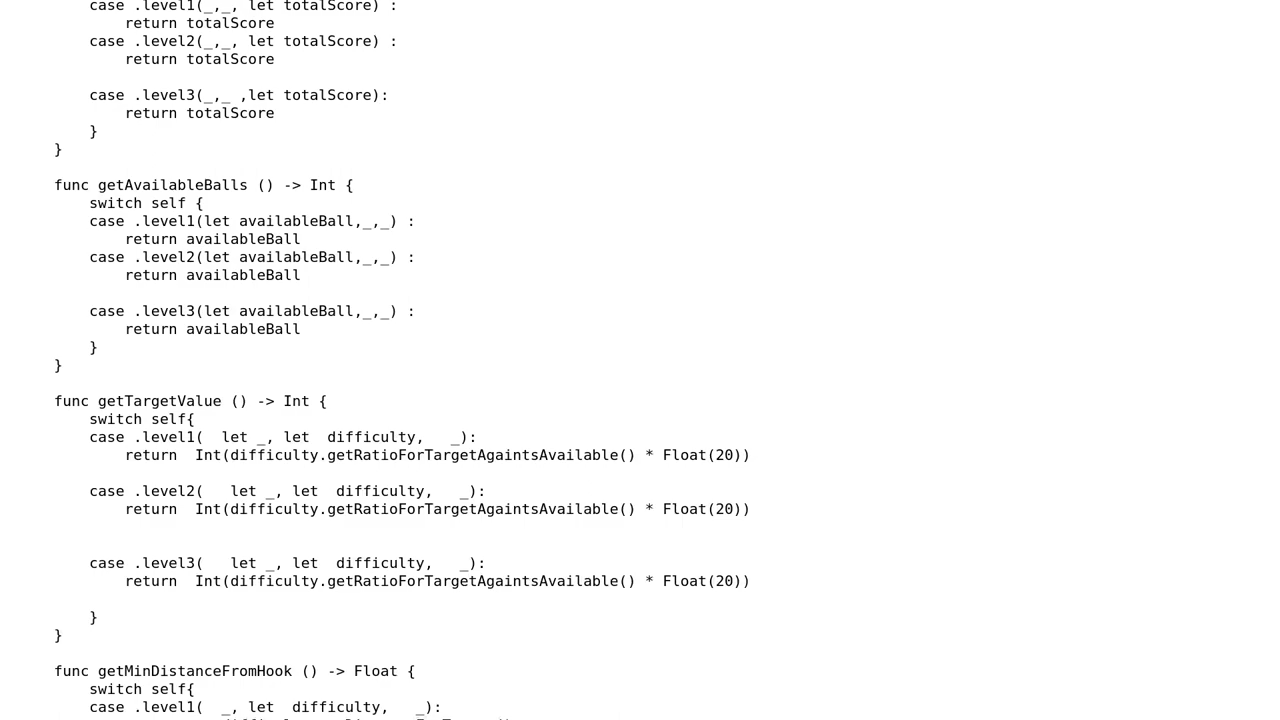 case .level1(_,_, let totalScore) :
return totalScore
case .level2(_,_, let totalScore) :
return totalScore
case .level3(_,_ ,let totalScore):
return totalScore
}
}
func getAvailableBalls () -> Int {
switch self {
case .level1(let availableBall,_,_) :
return availableBall
case .level2(let availableBall,_,_) :
return availableBall
case .level3(let availableBall,_,_) :
return availableBall
}
}
func getTargetValue () -> Int {
switch self{
case .level1(  let _, let  difficulty,   _):
return  Int(difficulty.getRatioForTargetAgaintsAvailable() * Float(20))
case .level2(   let _, let  difficulty,   _):
return  Int(difficulty.getRatioForTargetAgaintsAvailable() * Float(20))
case .level3(   let _, let  difficulty,   _):
return  Int(difficulty.getRatioForTargetAgaintsAvailable() * Float(20))
}
}
func getMinDistanceFromHook () -> Float {
switch self{
case .level1(  _, let  difficulty,   _):